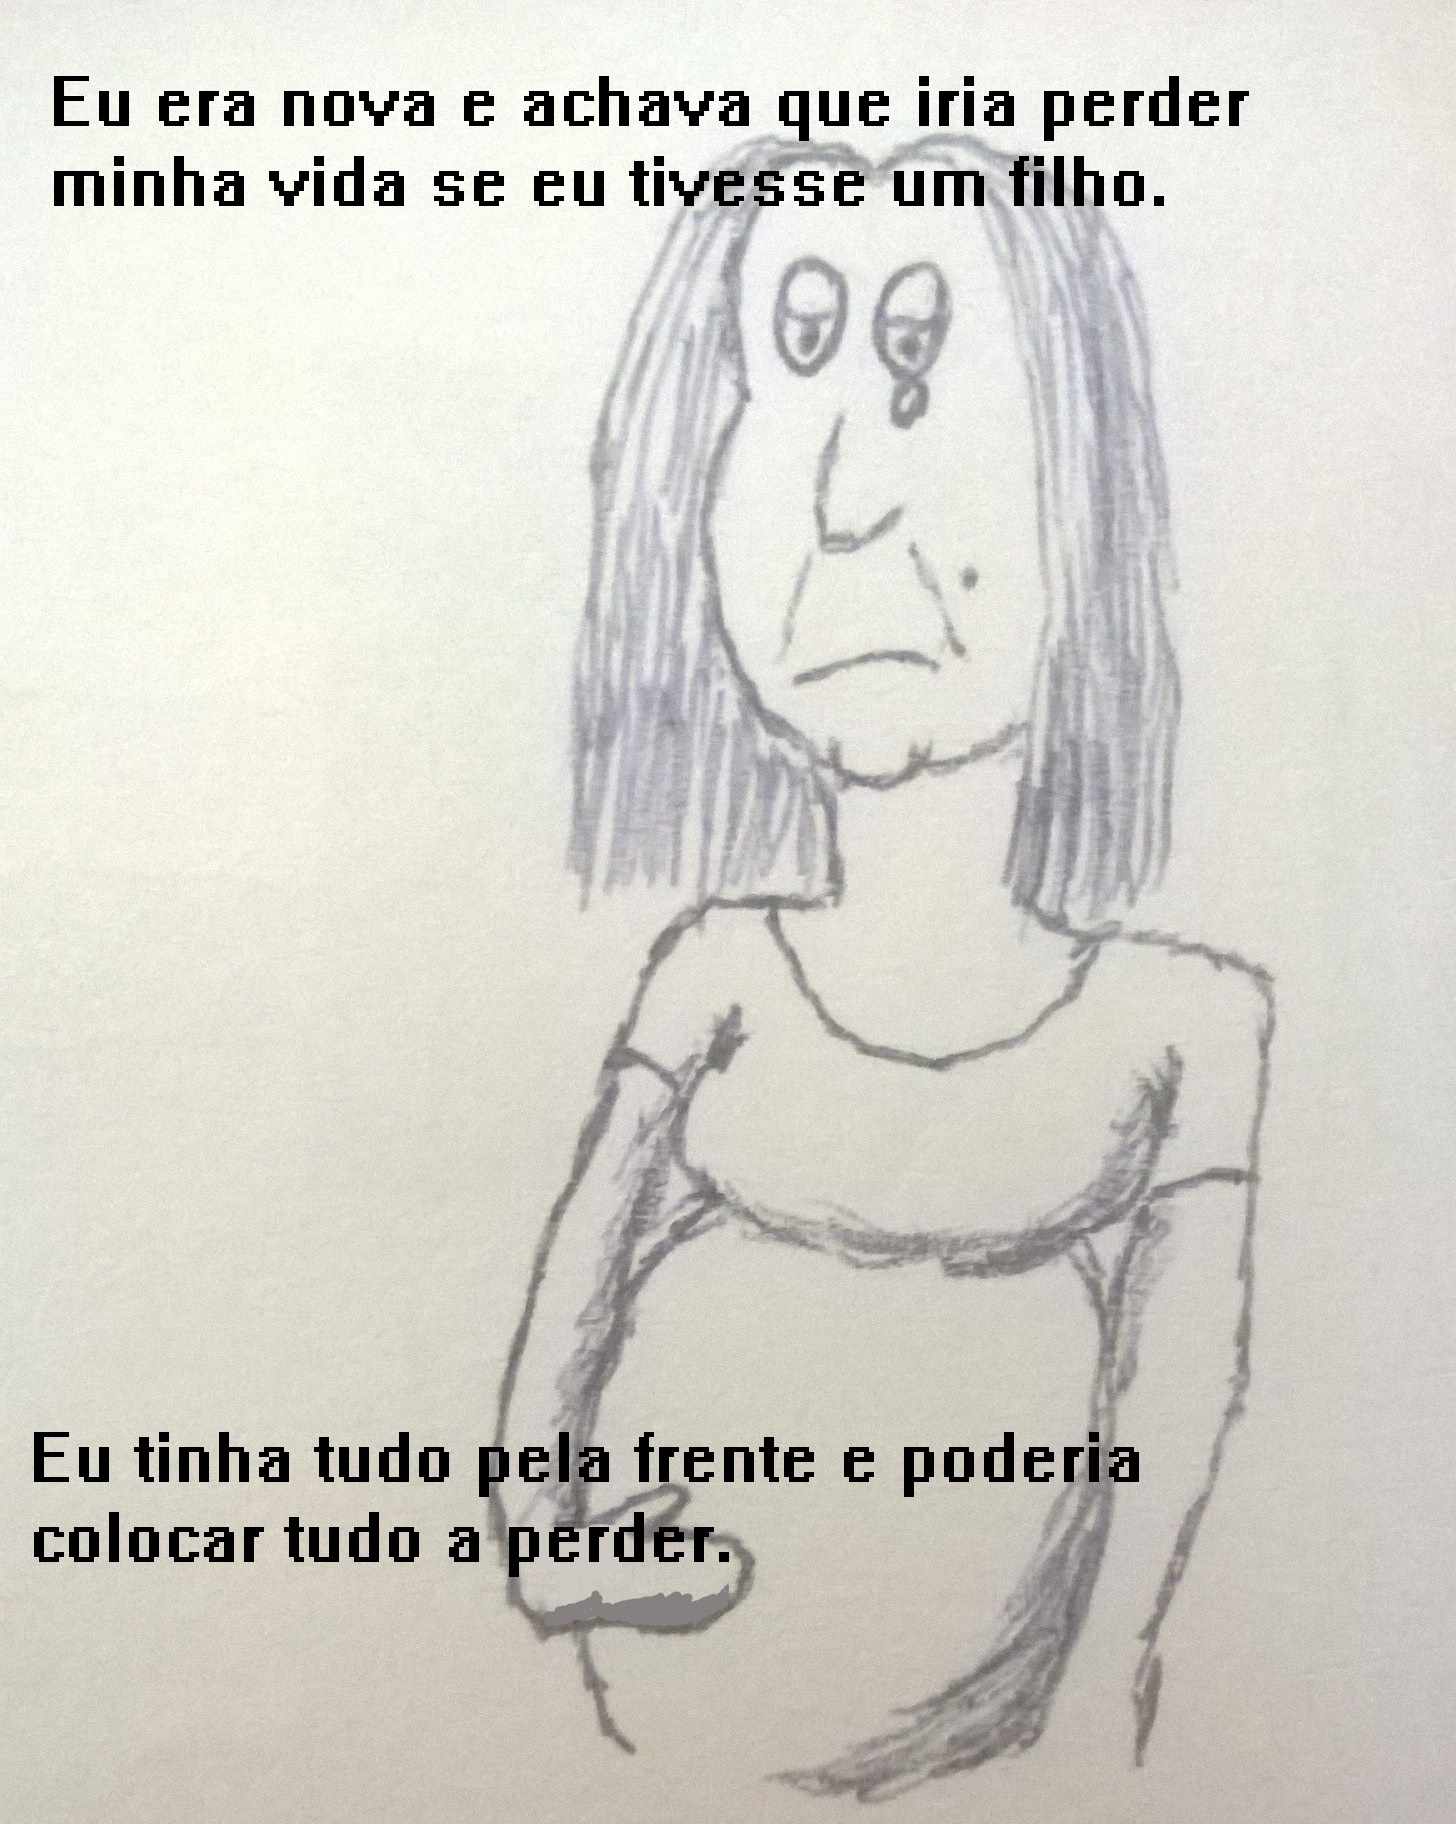 Eu era nova e achava que iria perder
minha vida se eu tivesse um filho.
Eu tinha tudo pela frente e poderia
colocar tudo a perder.